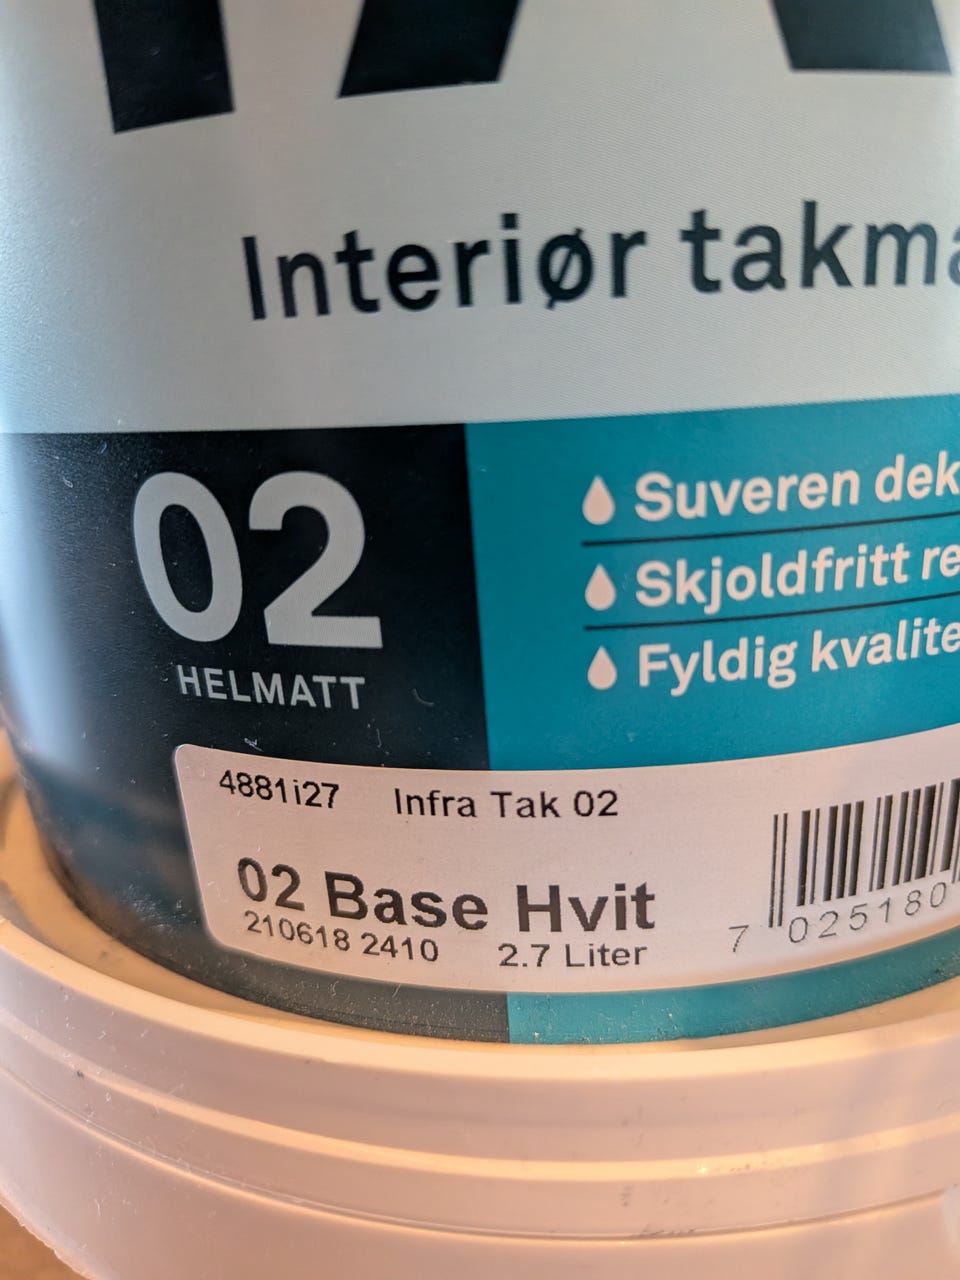 Interiør takma
02
HELMATT
Suveren dek
Skjoldfritt re
Fyldig kvalite
4881i27 Infra Tak 02
02 Base Hvit
210618 2410 2.7 Liter
7 025180